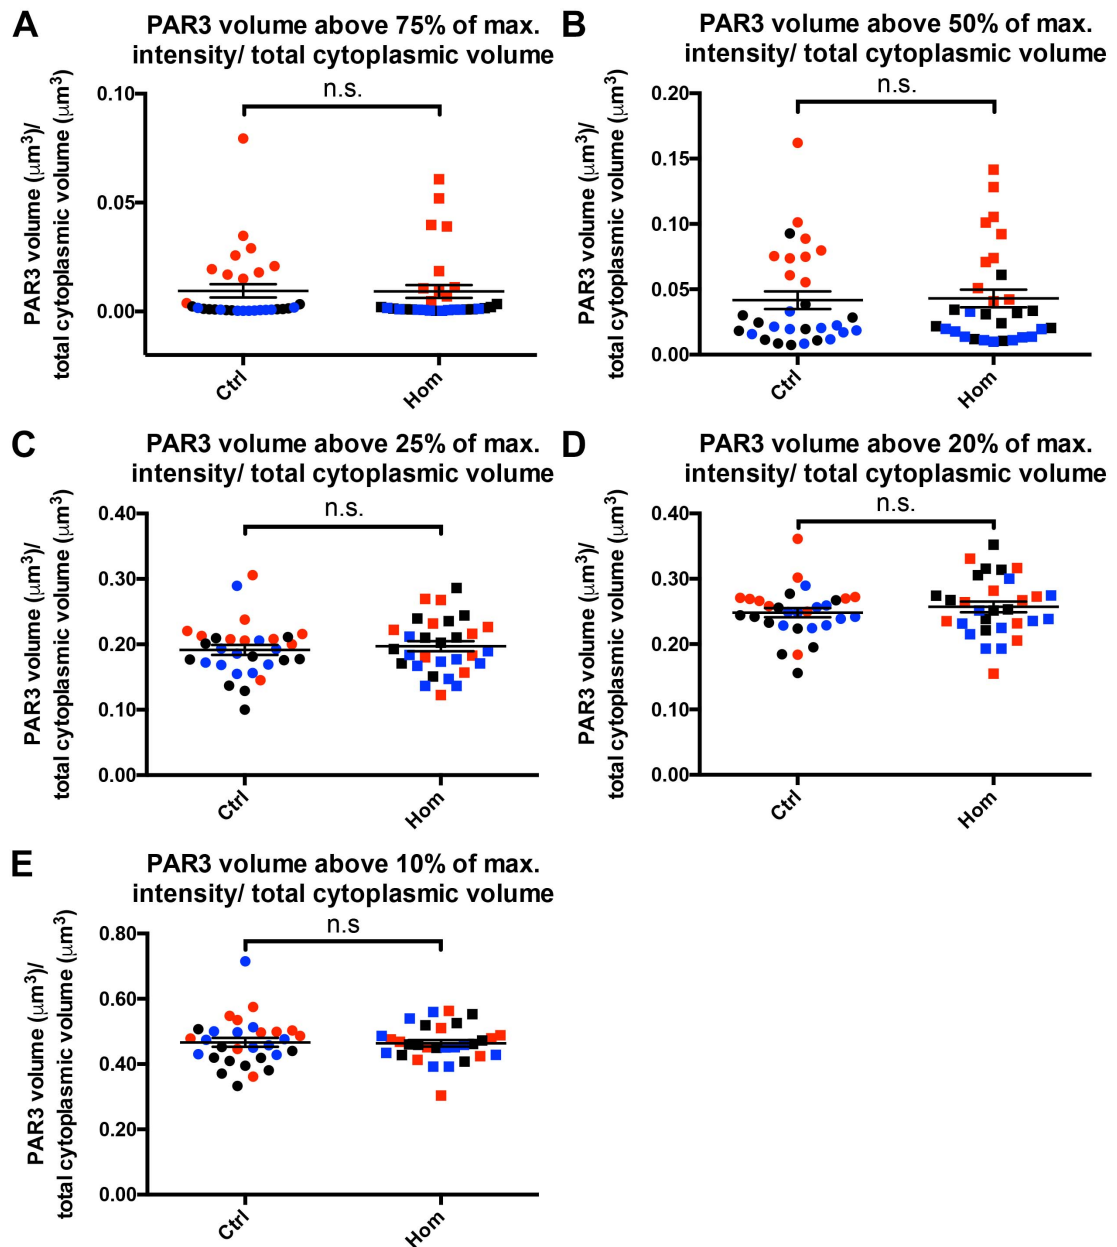 A
PAR3 volume above 75% of max.
intensity/ total cytoplasmic volume
n.s.
PAR3 volume (μm³)/
total cytoplasmic volume (μm³)
0.10
0.05
0.00
Ctrl
Hom
B
PAR3 volume above 50% of max.
intensity/ total cytoplasmic volume
n.s.
PAR3 volume (μm³)/
total cytoplasmic volume (μm³)
0.20
0.15
0.10
0.05
0.00
Ctrl
Hom
C
PAR3 volume above 25% of max.
intensity/ total cytoplasmic volume
n.s.
PAR3 volume (μm³)/
total cytoplasmic volume (μm³)
0.40
0.30
0.20
0.10
0.00
Ctrl
Hom
D
PAR3 volume above 20% of max.
intensity/ total cytoplasmic volume
n.s.
PAR3 volume (μm³)/
total cytoplasmic volume (μm³)
0.40
0.30
0.20
0.10
0.00
Ctrl
Hom
E
PAR3 volume above 10% of max.
intensity/ total cytoplasmic volume
n.s
PAR3 volume (μm³)/
total cytoplasmic volume (μm³)
0.80
0.60
0.40
0.20
0.00
Ctrl
Hom